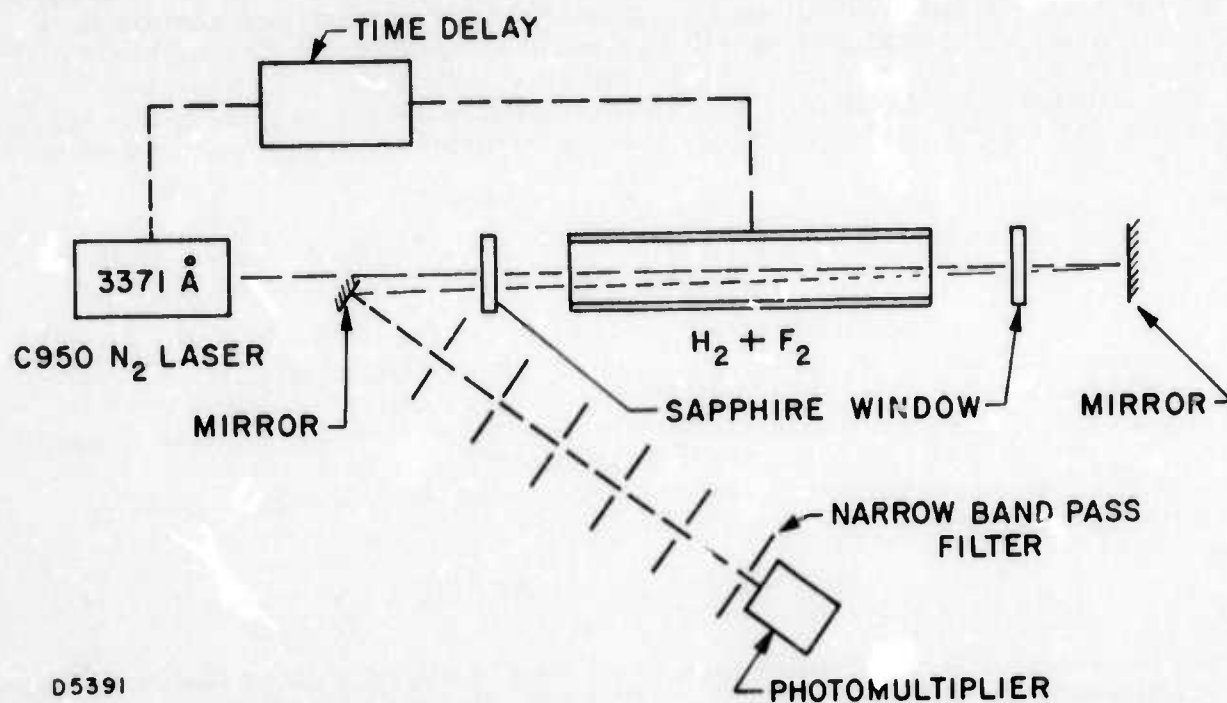 TIME DELAY
3371 Å
C950 N₂ LASER
H₂ + F₂
MIRROR
SAPPHIRE WINDOW
MIRROR
NARROW BAND PASS
FILTER
PHOTOMULTIPLIER
D5391